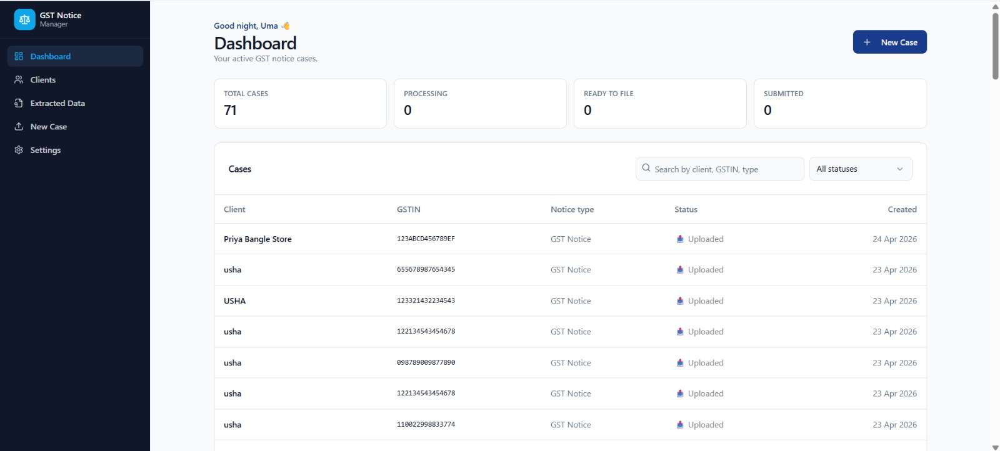 GST Notice
Manager
Dashboard
Clients
Extracted Data
New Case
Settings
Good night, Uma 👋
Dashboard
Your active GST notice cases.
+ New Case
TOTAL CASES
71
PROCESSING
0
READY TO FILE
0
SUBMITTED
0
Cases
Search by client, GSTIN, type
All statuses
Client GSTIN Notice type Status Created
Priya Bangle Store 123ABCD456789EF GST Notice Uploaded 24 Apr 2026
usha 655678987654345 GST Notice Uploaded 23 Apr 2026
USHA 123321432234543 GST Notice Uploaded 23 Apr 2026
usha 122134543454678 GST Notice Uploaded 23 Apr 2026
usha 098789009877890 GST Notice Uploaded 23 Apr 2026
usha 122134543454678 GST Notice Uploaded 23 Apr 2026
usha 110022998833774 GST Notice Uploaded 23 Apr 2026